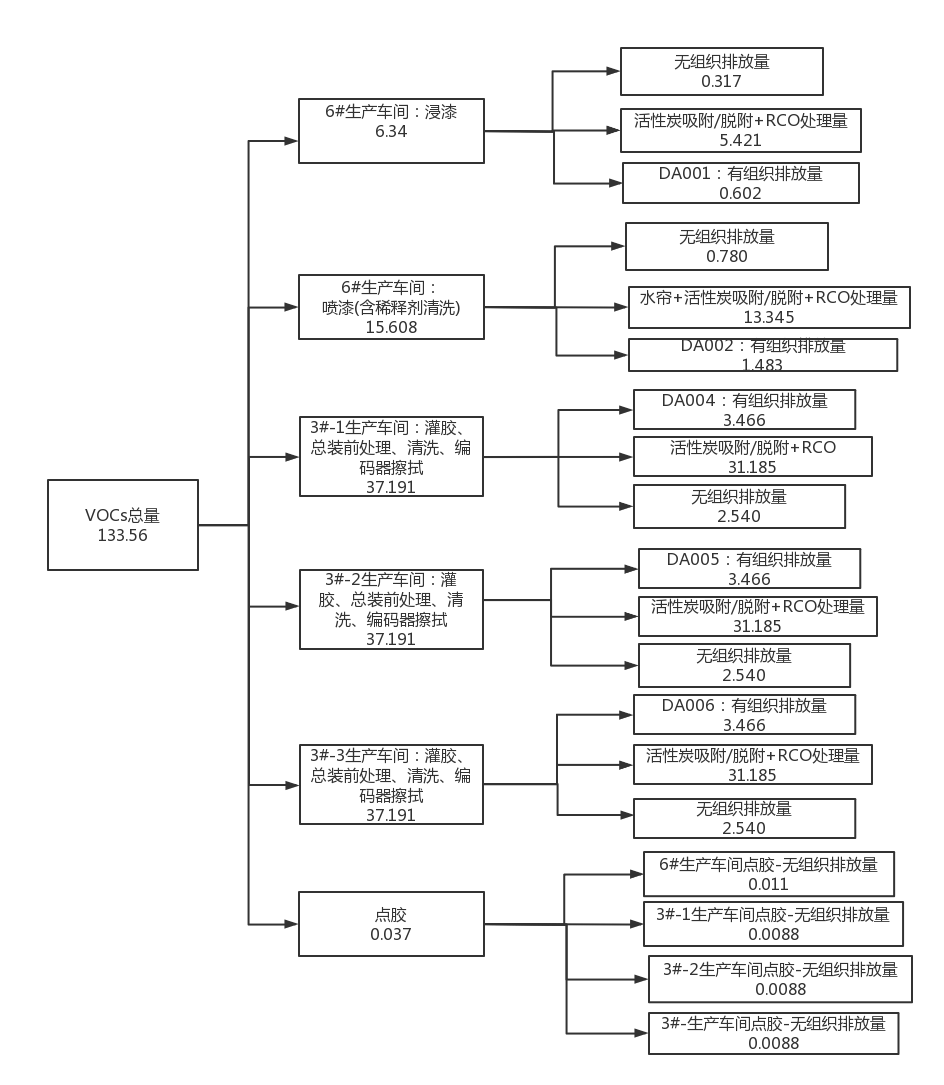 VOCs总量
133.56
6#生产车间：浸漆
6.34
无组织排放量
0.317
活性炭吸附/脱附+RCO处理量
5.421
DA001：有组织排放量
0.602
6#生产车间：
喷漆(含稀释剂清洗)
15.608
无组织排放量
0.780
水帘+活性炭吸附/脱附+RCO处理量
13.345
DA002：有组织排放量
1.483
3#-1生产车间：灌胶、
总装前处理、清洗、编
码器擦拭
37.191
DA004：有组织排放量
3.466
活性炭吸附/脱附+RCO
31.185
无组织排放量
2.540
3#-2生产车间：灌
胶、总装前处理、清
洗、编码器擦拭
37.191
DA005：有组织排放量
3.466
活性炭吸附/脱附+RCO处理量
31.185
无组织排放量
2.540
3#-3生产车间：灌胶、
总装前处理、清洗、编
码器擦拭
37.191
DA006：有组织排放量
3.466
活性炭吸附/脱附+RCO处理量
31.185
无组织排放量
2.540
点胶
0.037
6#生产车间点胶-无组织排放量
0.011
3#-1生产车间点胶-无组织排放量
0.0088
3#-2生产车间点胶-无组织排放量
0.0088
3#-生产车间点胶-无组织排放量
0.0088